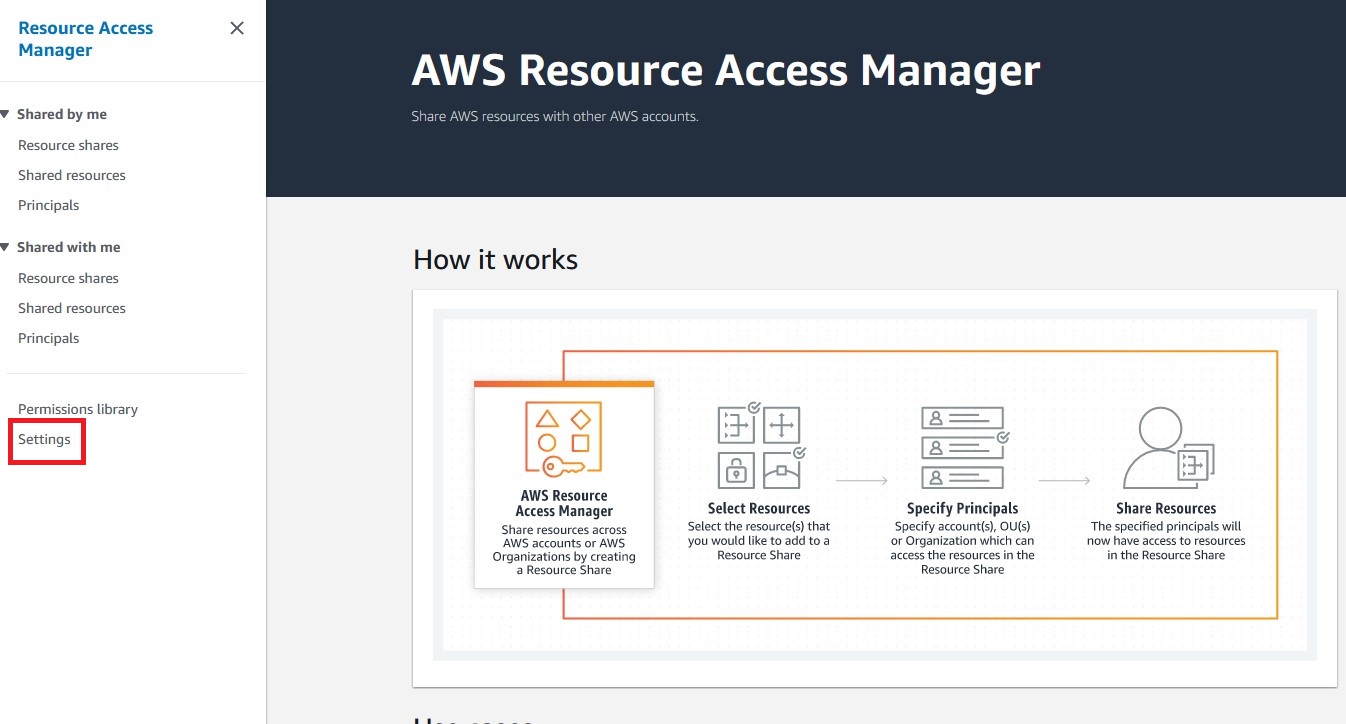 Resource Access
Manager
Shared by me
Resource shares
Shared resources
Principals
Shared with me
Resource shares
Shared resources
Principals
Permissions library
Settings
AWS Resource Access Manager
Share AWS resources with other AWS accounts.
How it works
AWS Resource
Access Manager
Share resources across
AWS accounts or AWS
Organizations by creating
a Resource Share
Select Resources
Select the resource(s) that
you would like to add to a
Resource Share
Specify Principals
Specify account(s), OU(s)
or Organization which can
access the resources in the
Resource Share
Share Resources
The specified principals will
now have access to resources
in the Resource Share